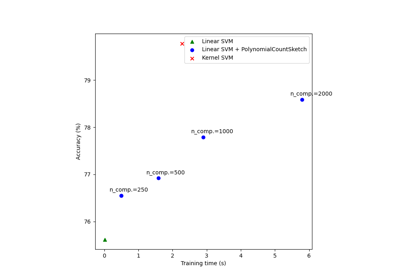 Linear SVM
Linear SVM + PolynomialCountSketch
Kernel SVM
79
n_comp.=2000
78
n_comp.=1000
77
n_comp.=500
n_comp.=250
76
Accuracy (%)
0 1 2 3 4 5 6
Training time (s)